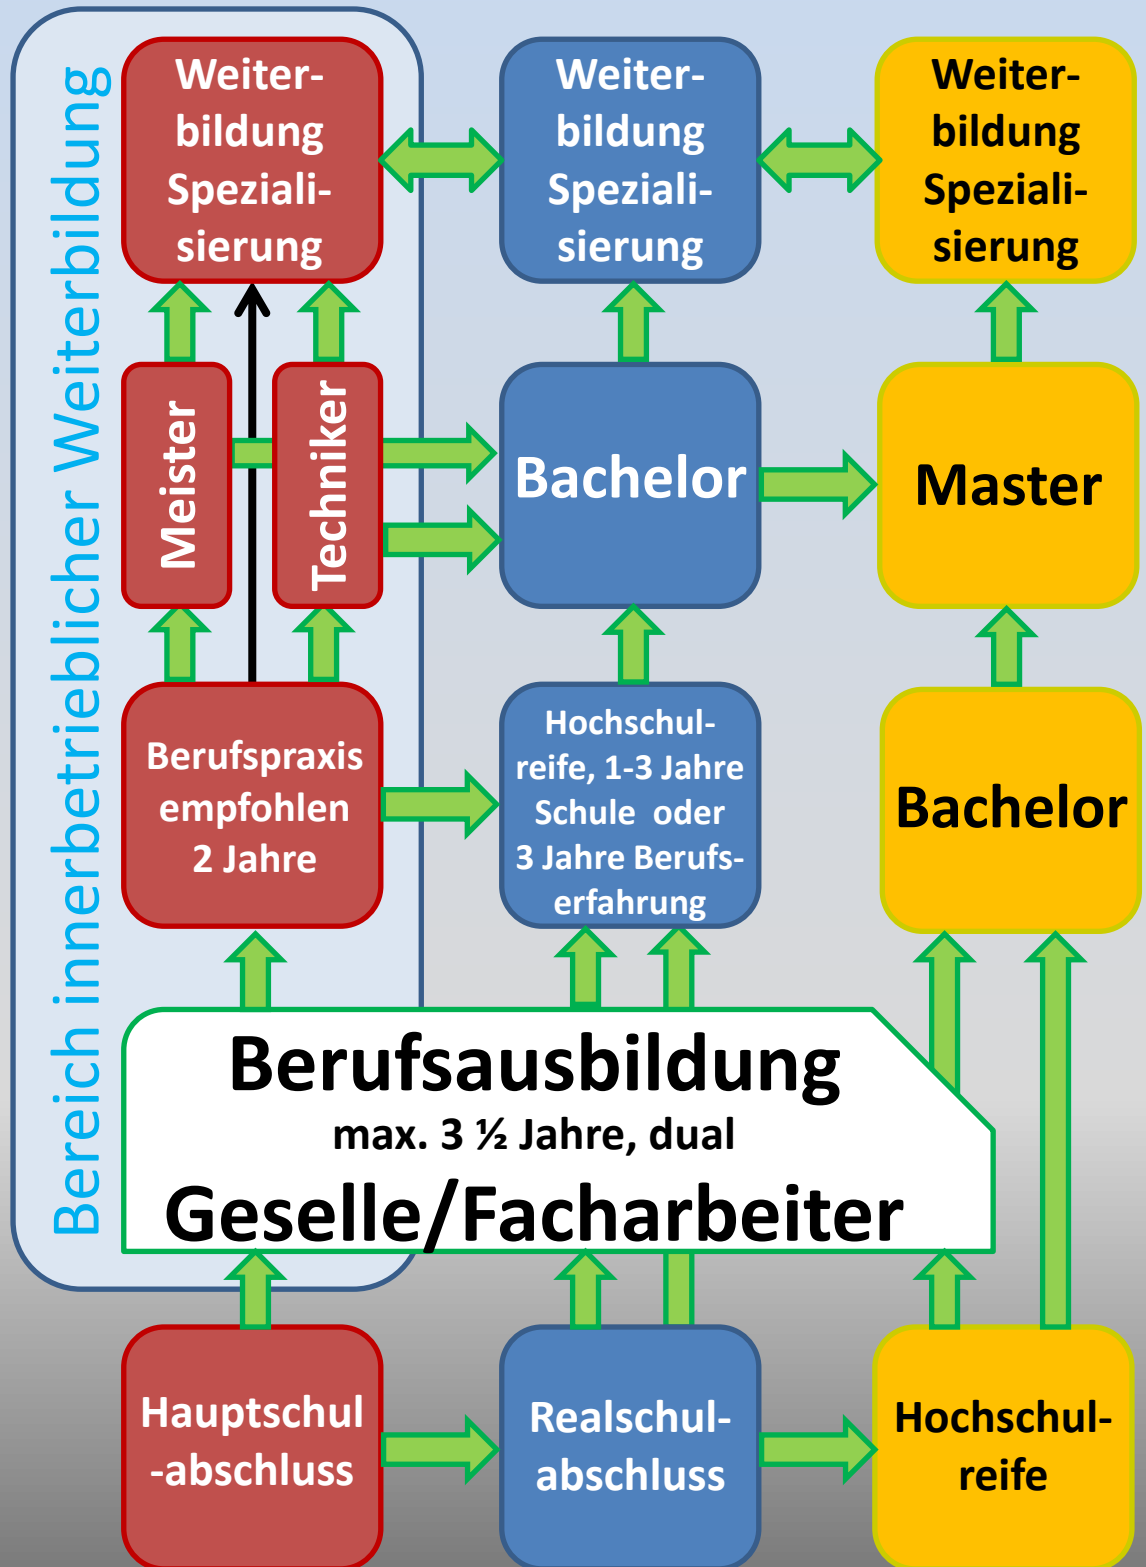 Bereich innerbetrieblicher Weiterbildung
Weiter-
bildung
Speziali-
sierung
Weiter-
bildung
Speziali-
sierung
Weiter-
bildung
Speziali-
sierung
Meister
Techniker
Bachelor
Master
Berufspraxis
empfohlen
2 Jahre
Hochschul-
reife, 1-3 Jahre
Schule oder
3 Jahre Berufs-
erfahrung
Bachelor
Berufsausbildung
max. 3 ½ Jahre, dual
Geselle/Facharbeiter
Hauptschul
-abschluss
Realschul-
abschluss
Hochschul-
reife